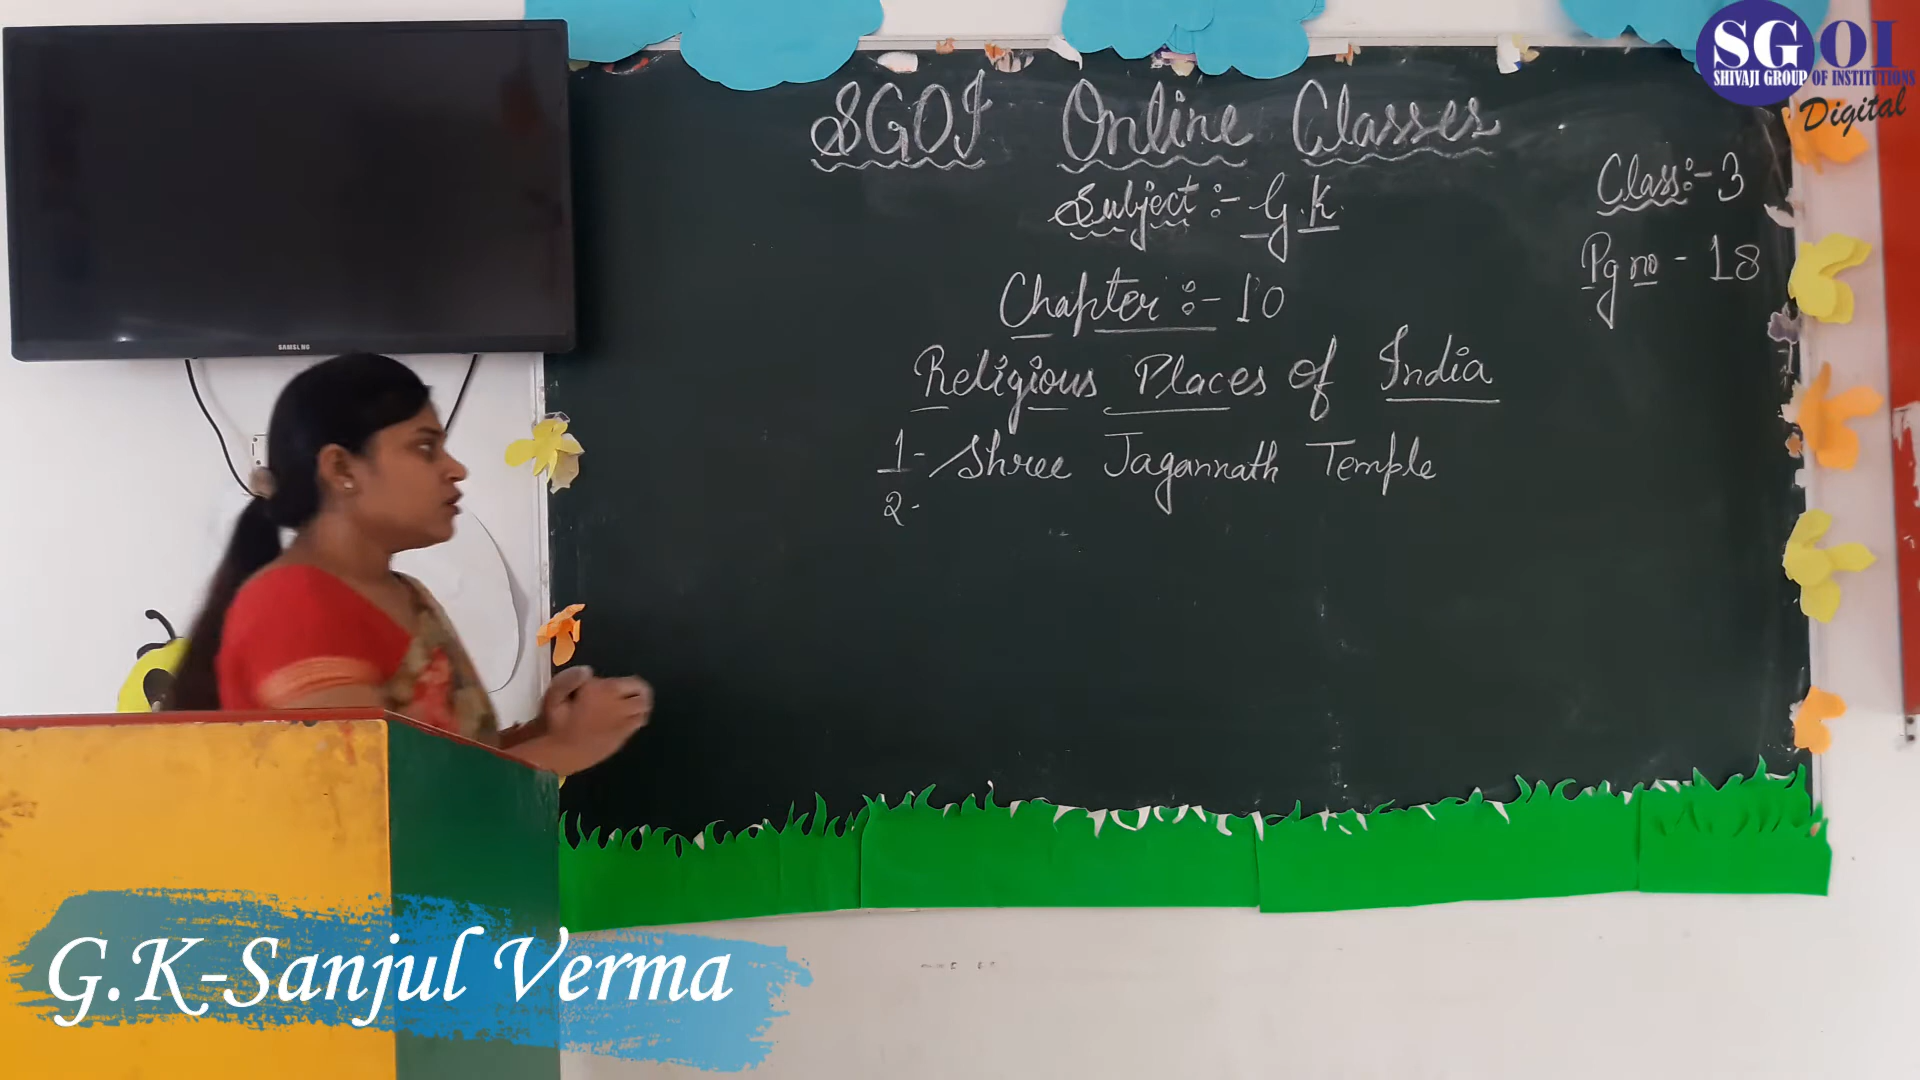 SGOI
SHIVAJI GROUP OF INSTITUTIONS
Digital
SGOI Online Classes
Subject :- G.K.
Class:- 3
Pg no - 18
Chapter :- 10
Religious Places of India
1- Shree Jagannath Temple
2-
SAMSUNG
G.K-Sanjul Verma